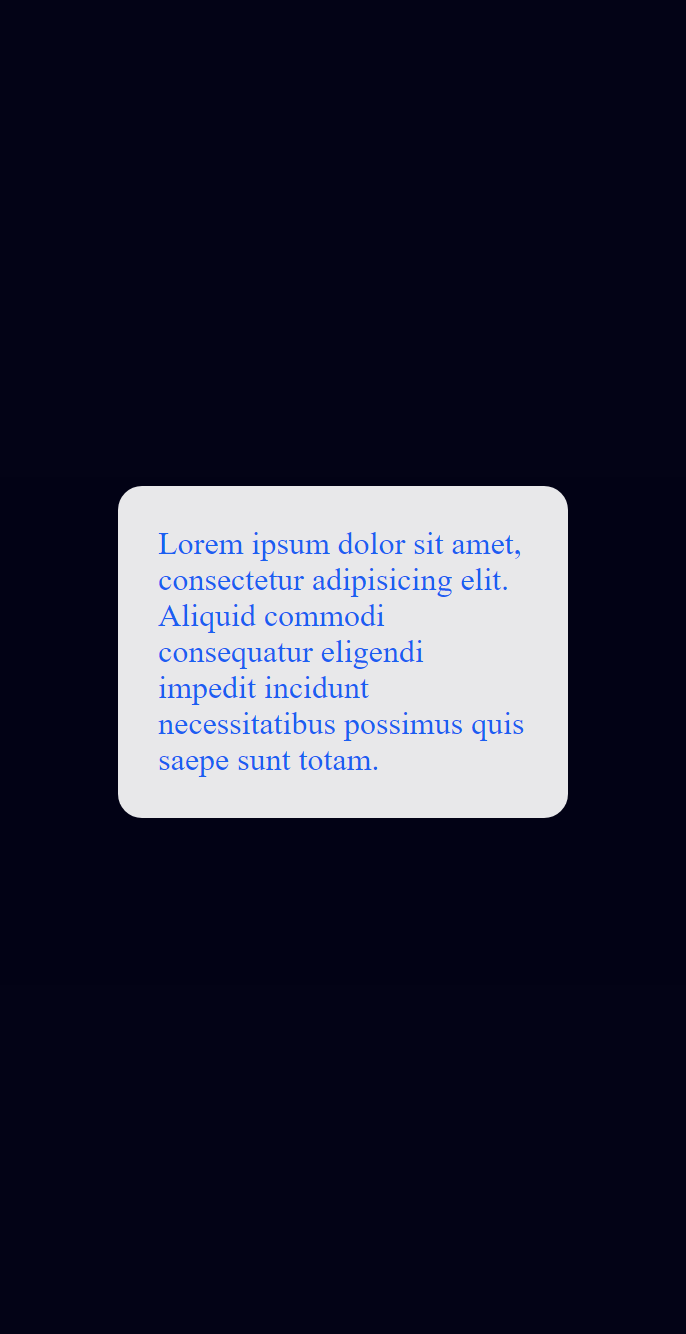 Lorem ipsum dolor sit amet,
consectetur adipisicing elit.
Aliquid commodi
consequatur eligendi
impedit incidunt
necessitatibus possimus quis
saepe sunt totam.